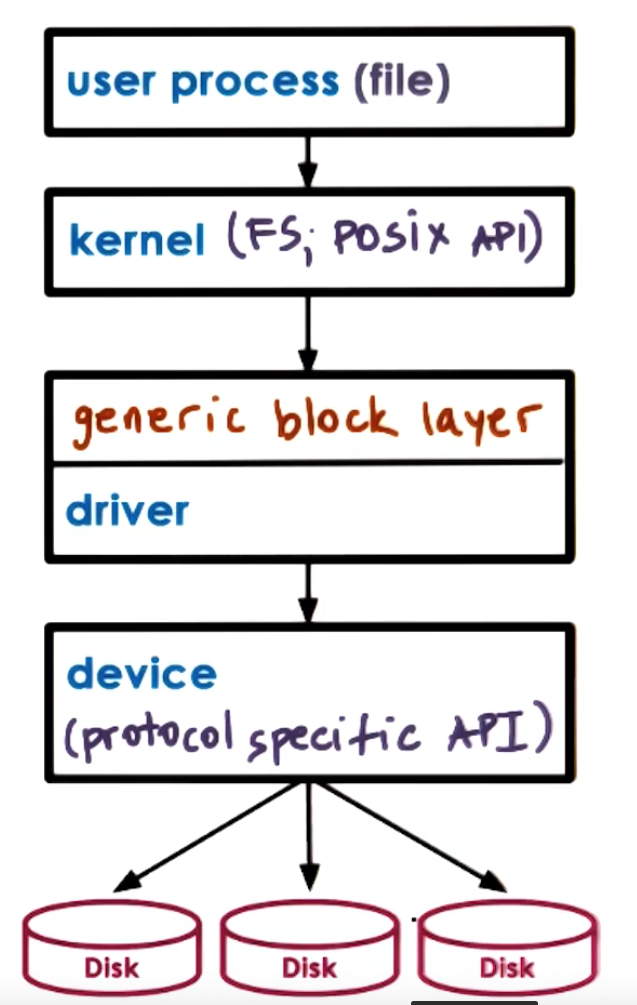 user process (file)
kernel (FS; POSIX API)
generic block layer
driver
device
(protocol specific API)
Disk
Disk
Disk